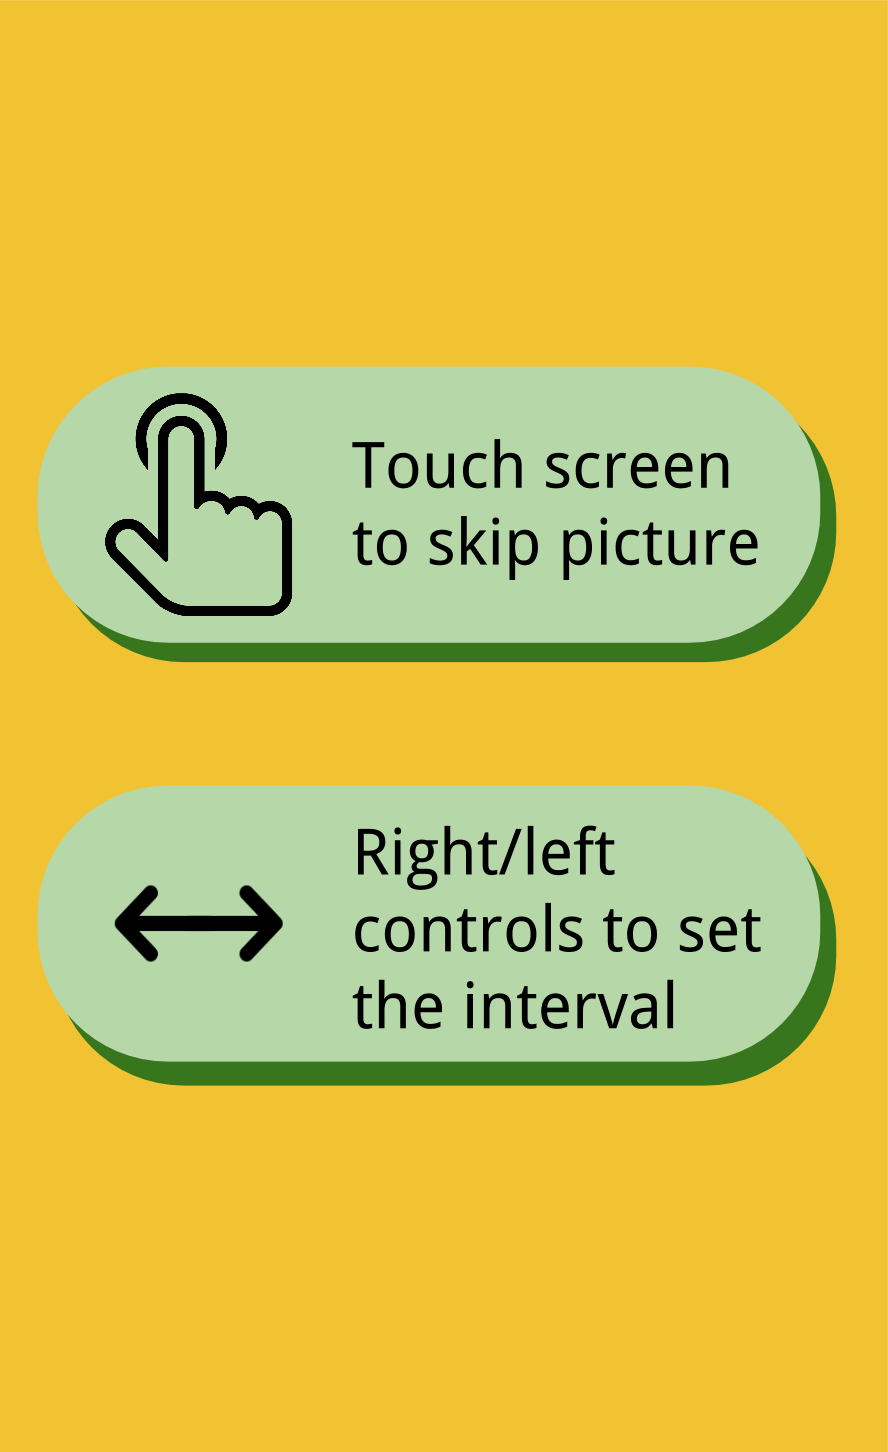 Touch screen
to skip picture
Right/left
controls to set
the interval